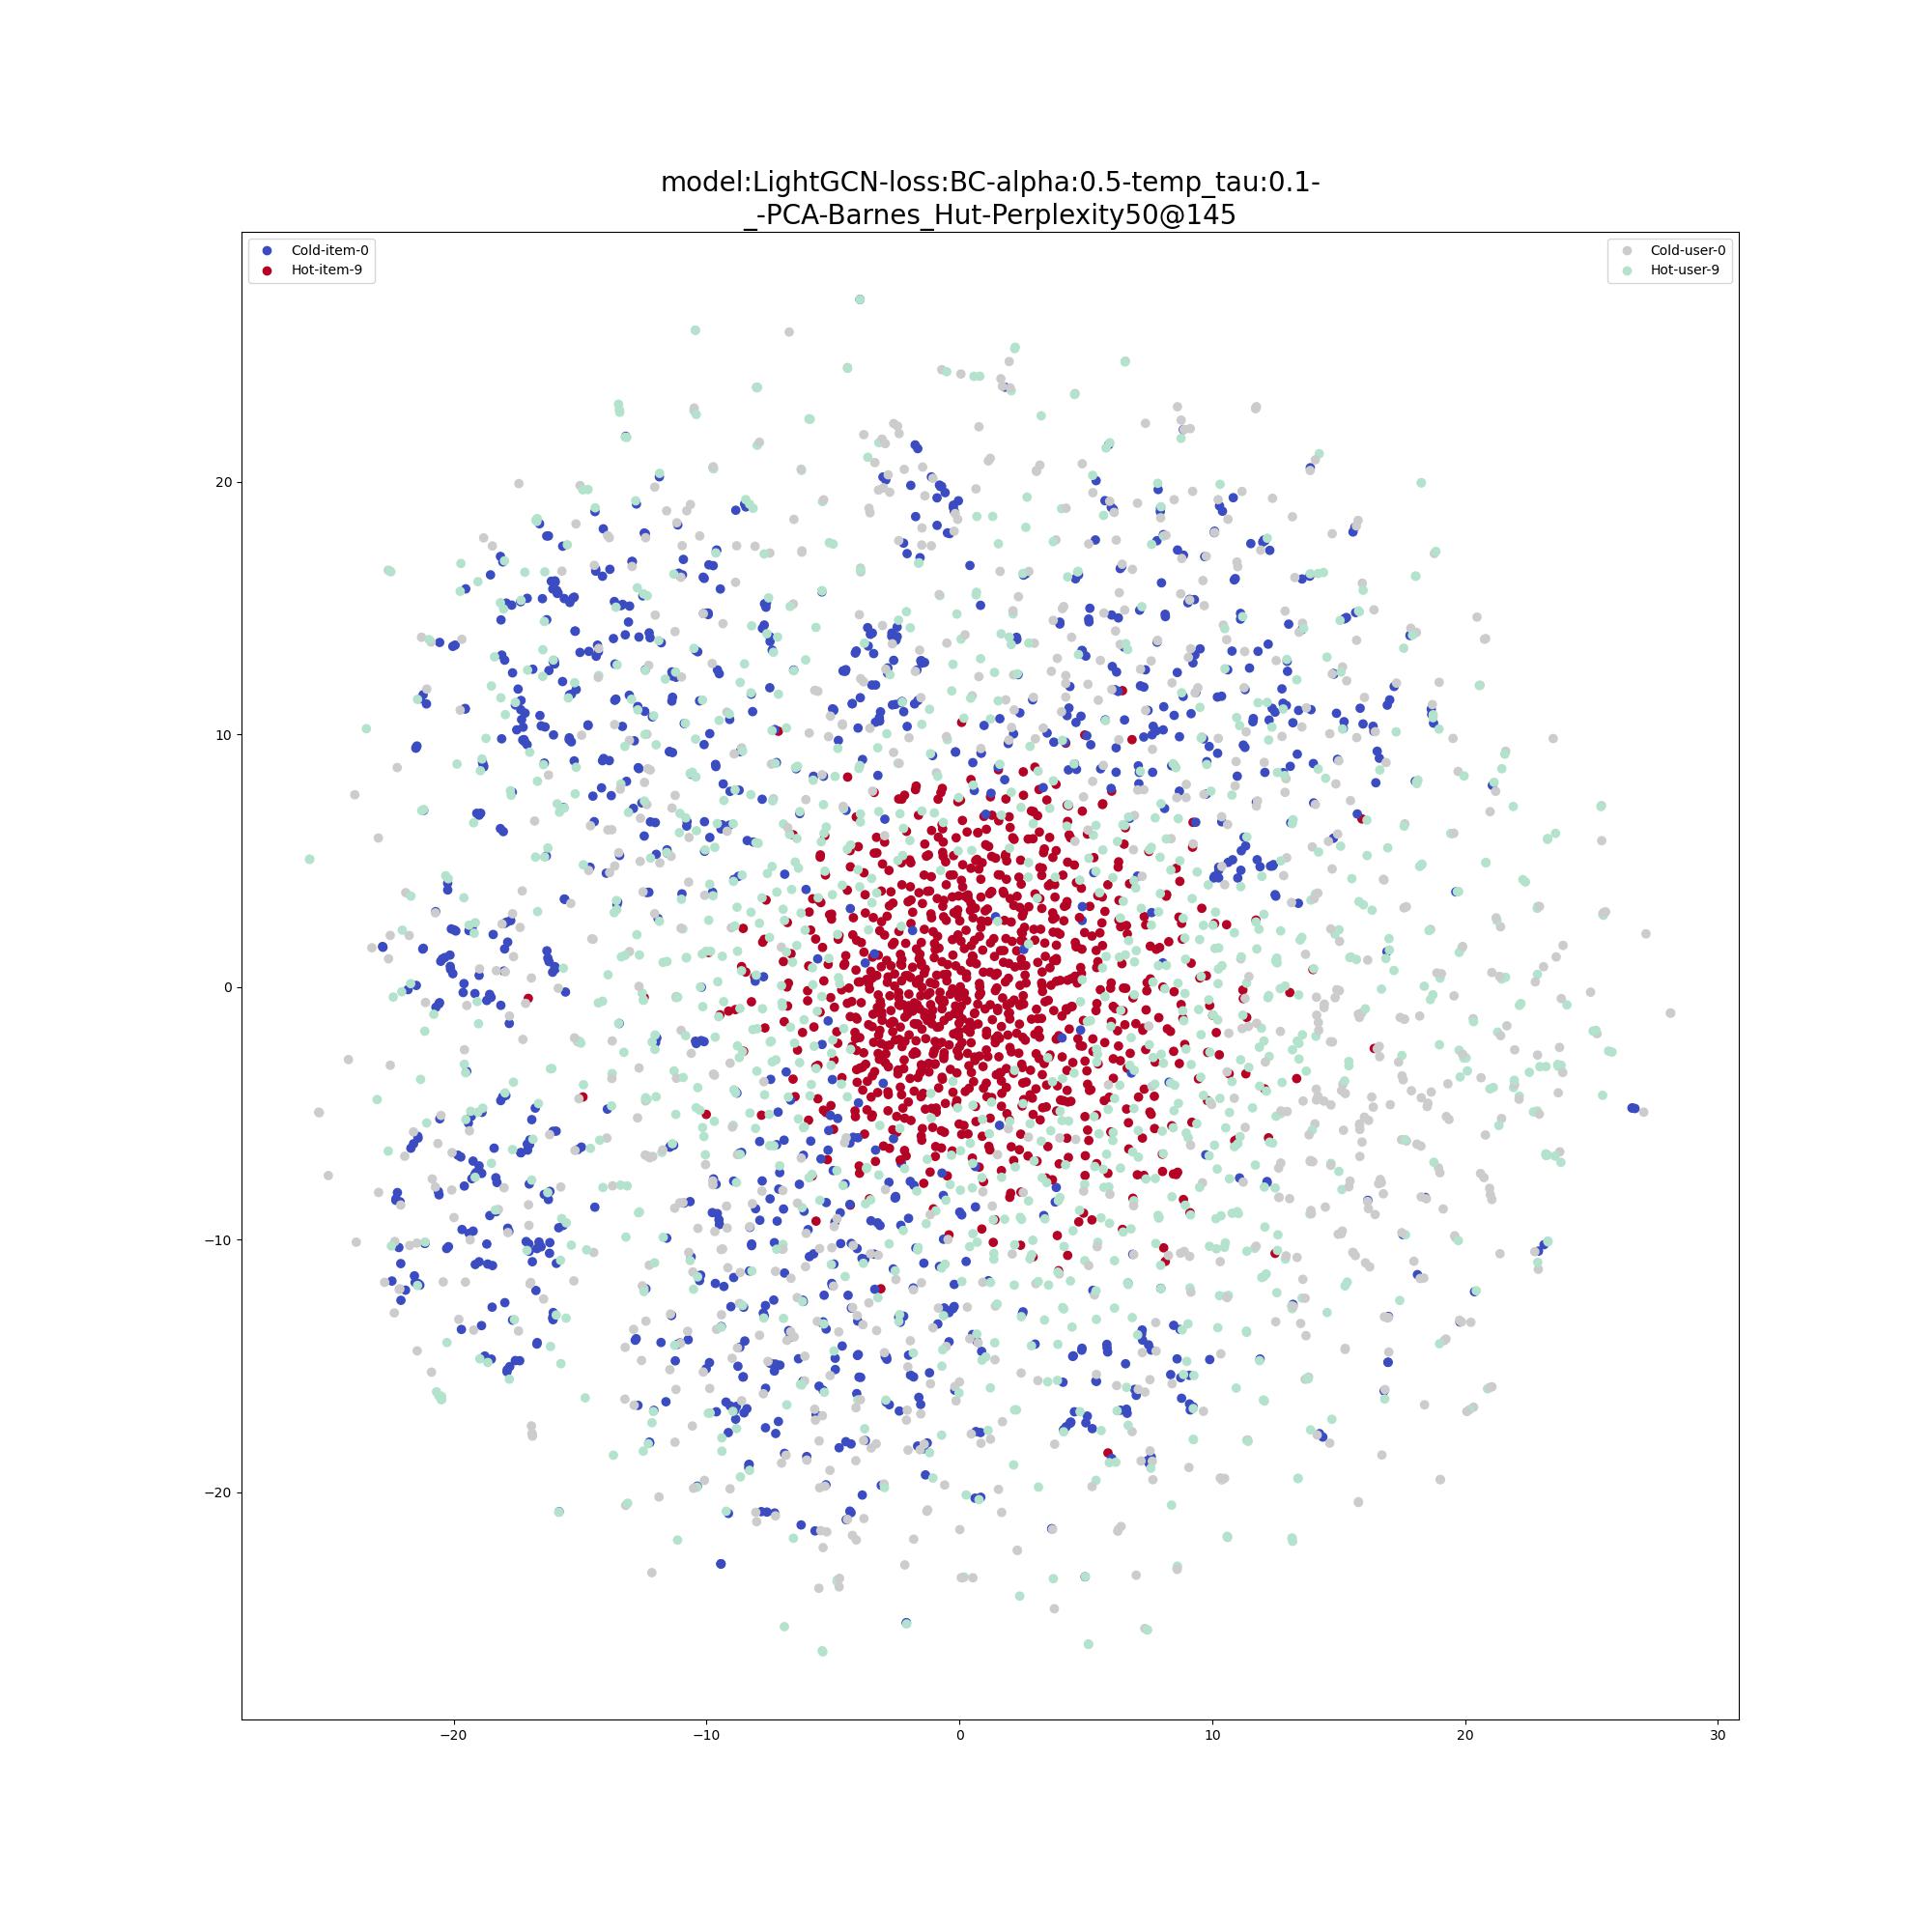 model:LightGCN-loss:BC-alpha:0.5-temp_tau:0.1-
_-PCA-Barnes_Hut-Perplexity50@145
Cold-item-0
Hot-item-9
Cold-user-0
Hot-user-9
20
10
0
−10
−20
−20
−10
0
10
20
30